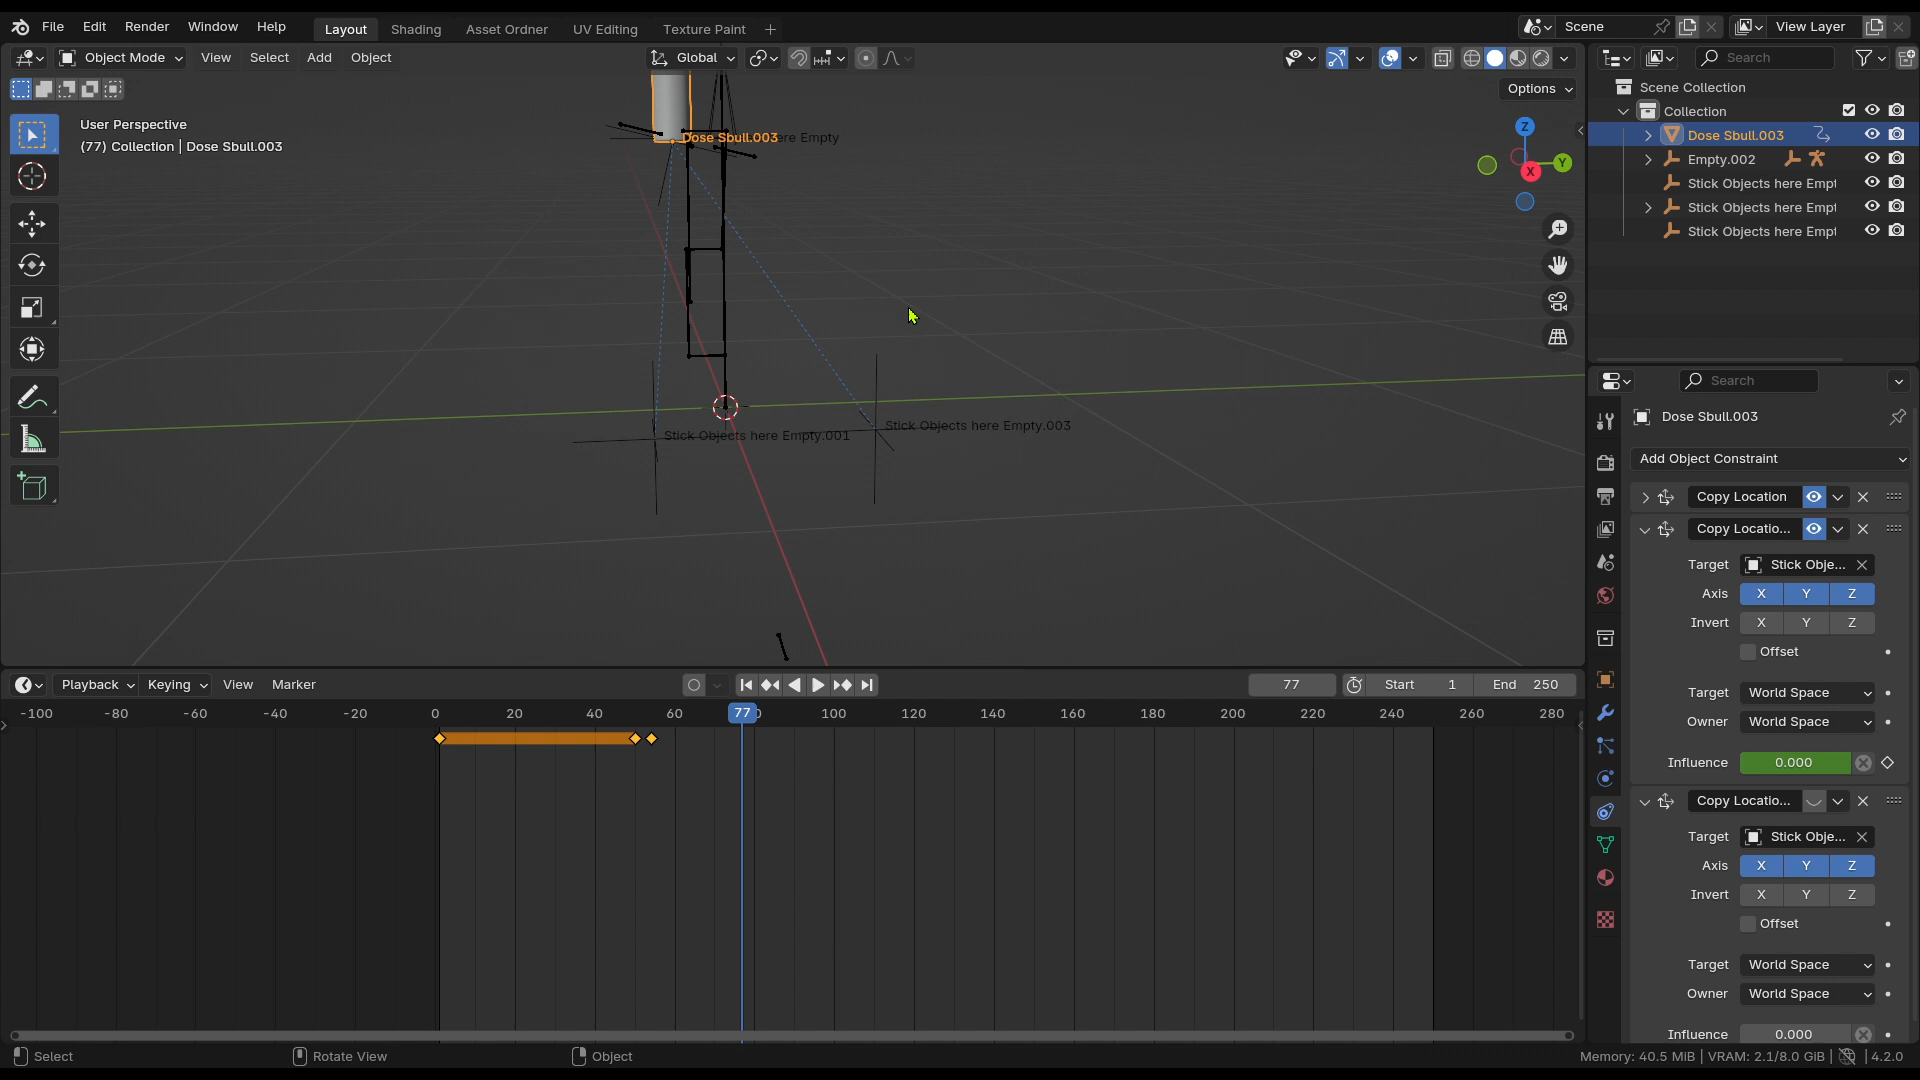 File Edit Render Window Help Layout Shading Asset Ordner UV Editing Texture Paint + Scene View Layer
Object Mode View Select Add Object Global Search
Options
User Perspective
(77) Collection | Dose Sbull.003
Dose Sbull.003 ere Empty
Z
Y
X
Stick Objects here Empty.001
Stick Objects here Empty.003
Scene Collection
Collection
Dose Sbull.003
Empty.002
Stick Objects here Empt
Stick Objects here Empt
Stick Objects here Empt
Search
Dose Sbull.003
Add Object Constraint
Copy Location
Copy Locatio...
Target Stick Obje...
Axis X Y Z
Invert X Y Z
Offset
Target World Space
Owner World Space
Influence 0.000
Copy Locatio...
Target Stick Obje...
Axis X Y Z
Invert X Y Z
Offset
Target World Space
Owner World Space
Influence 0.000
Playback Keying View Marker 77 Start 1 End 250
-100 -80 -60 -40 -20 0 20 40 60 77 100 120 140 160 180 200 220 240 260 280
Select Rotate View Object Memory: 40.5 MiB | VRAM: 2.1/8.0 GiB | 4.2.0